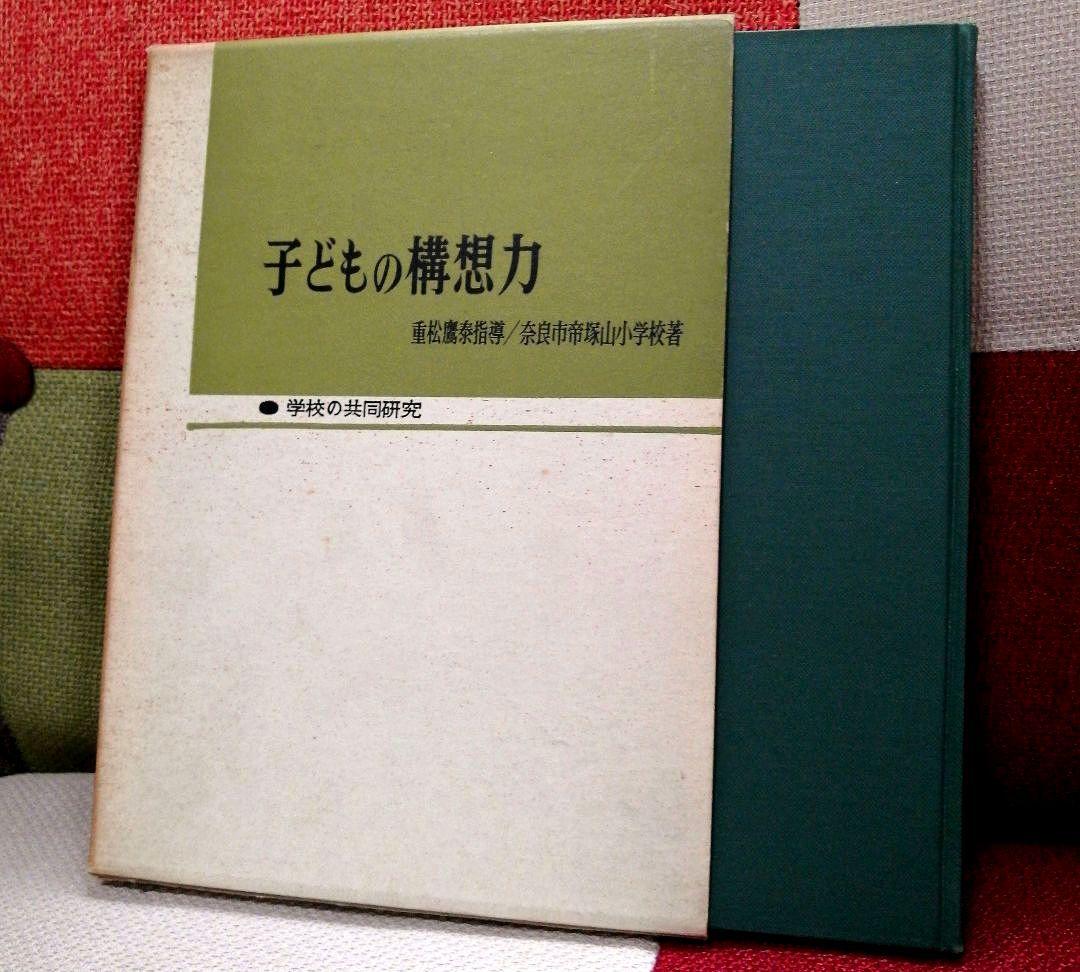 子どもの構想力
重松鷹泰指導/奈良市帝塚山小学校著
●学校の共同研究